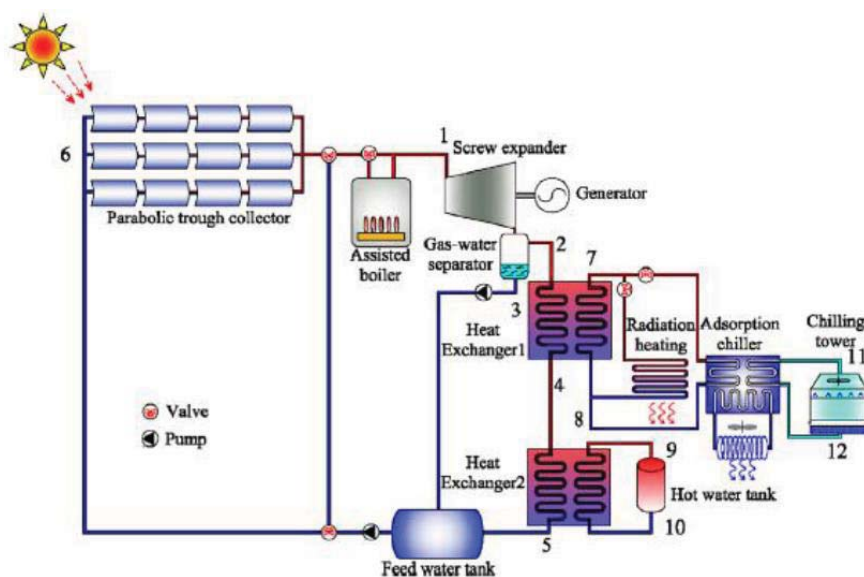 1
Screw expander
6
Generator
Parabolic trough collector
Assisted
boiler
Gas-water
separator
2
7
3
Heat
Exchanger1
Radiation
heating
Adsorption
chiller
Chilling
tower
11
4
8
12
Valve
Pump
Heat
Exchanger2
9
Hot water tank
10
5
Feed water tank